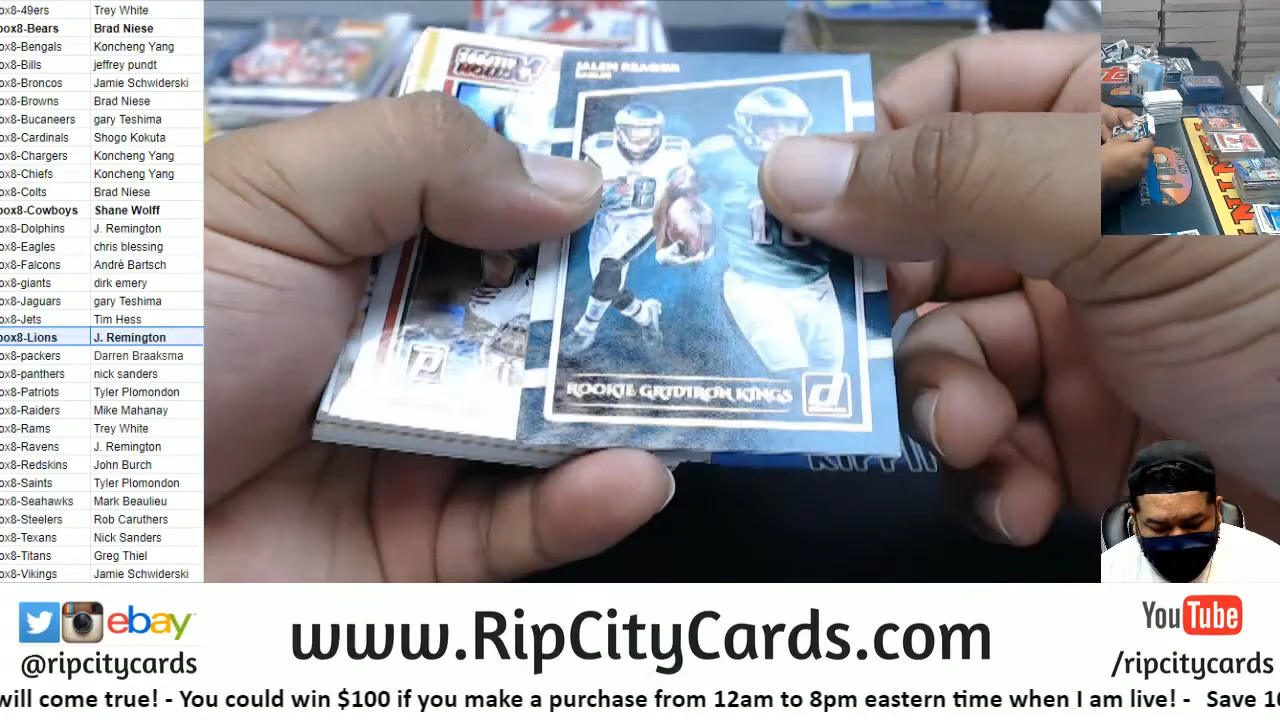 ox8-49ers Trey White
box8-Bears Brad Niese
ox8-Bengals Koncheng Yang
ox8-Bills jeffrey pundt
ox8-Broncos Jamie Schwiderski
ox8-Browns Brad Niese
ox8-Bucaneers gary Teshima
ox8-Cardinals Shogo Kokuta
ox8-Chargers Koncheng Yang
ox8-Chiefs Koncheng Yang
ox8-Colts Brad Niese
box8-Cowboys Shane Wolff
ox8-Dolphins J. Remington
ox8-Eagles chris blessing
ox8-Falcons André Bartsch
ox8-giants dirk emery
ox8-Jaguars gary Teshima
ox8-Jets Tim Hess
box8-Lions J. Remington
ox8-packers Darren Braaksma
ox8-panthers nick sanders
ox8-Patriots Tyler Plomondon
ox8-Raiders Mike Mahanay
ox8-Rams Trey White
ox8-Ravens J. Remington
ox8-Redskins John Burch
ox8-Saints Tyler Plomondon
ox8-Seahawks Mark Beaulieu
ox8-Steelers Rob Caruthers
ox8-Texans Nick Sanders
ox8-Titans Greg Thiel
ox8-Vikings Jamie Schwiderski
JALEN REAGOR
EAGLES
ROOKIE GRIDIRON KINGS
d
ebay
@ripcitycards
www.RipCityCards.com
YouTube
/ripcitycards
will come true! - You could win $100 if you make a purchase from 12am to 8pm eastern time when I am live! - Save 10